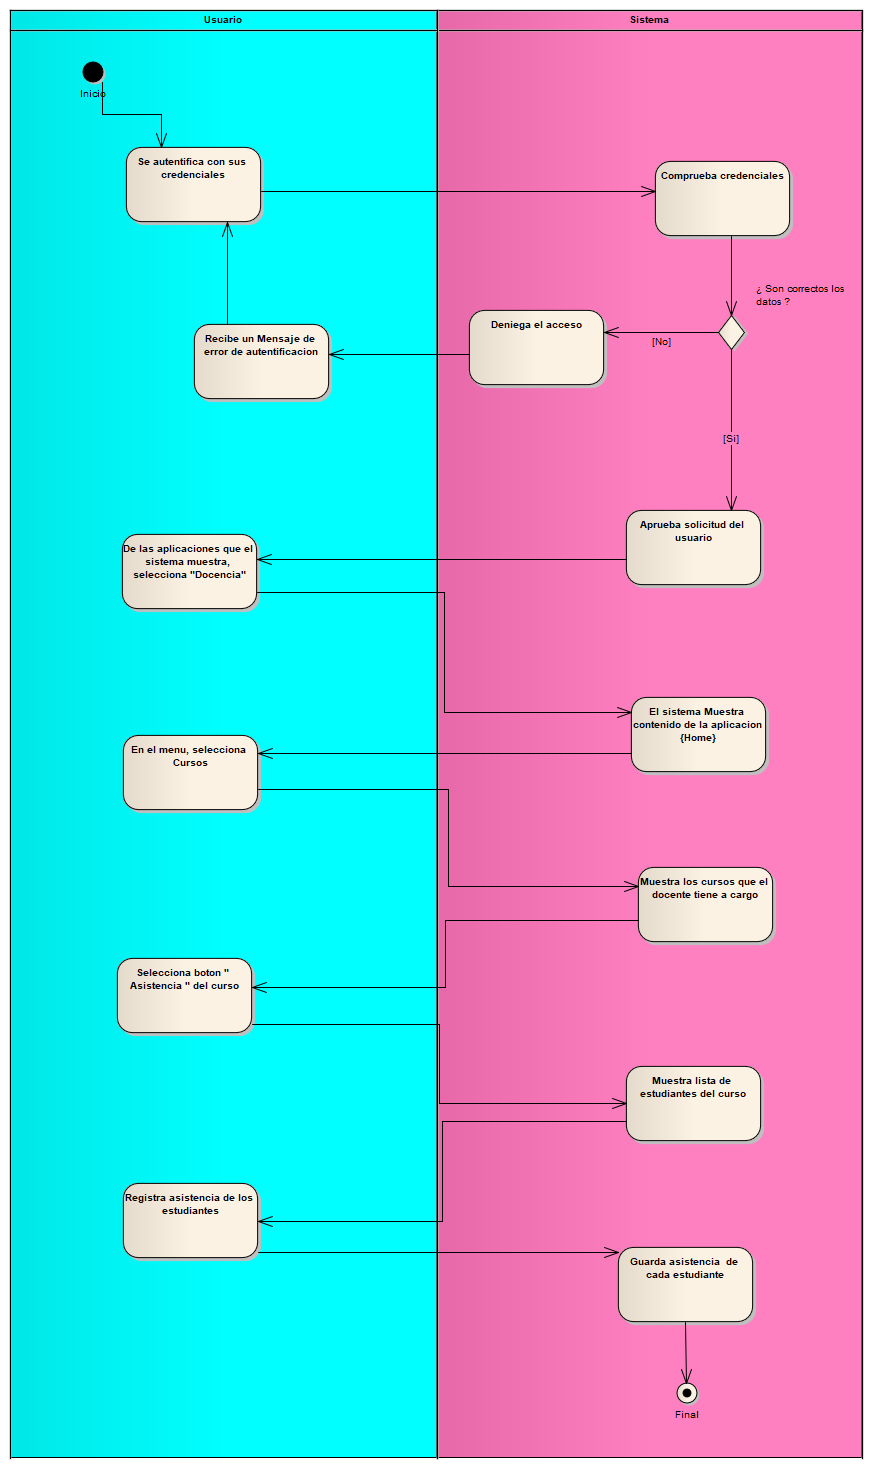 Usuario
Sistema
Inicio
Se autentifica con sus
credenciales
Comprueba credenciales
¿ Son correctos los
datos ?
Deniega el acceso
[No]
Recibe un Mensaje de
error de autentificacion
[Si]
Aprueba solicitud del
usuario
De las aplicaciones que el
sistema muestra,
selecciona "Docencia"
El sistema Muestra
contenido de la aplicacion
{Home}
En el menu, selecciona
Cursos
Muestra los cursos que el
docente tiene a cargo
Selecciona boton "
Asistencia " del curso
Muestra lista de
estudiantes del curso
Registra asistencia de los
estudiantes
Guarda asistencia  de
cada estudiante
Final